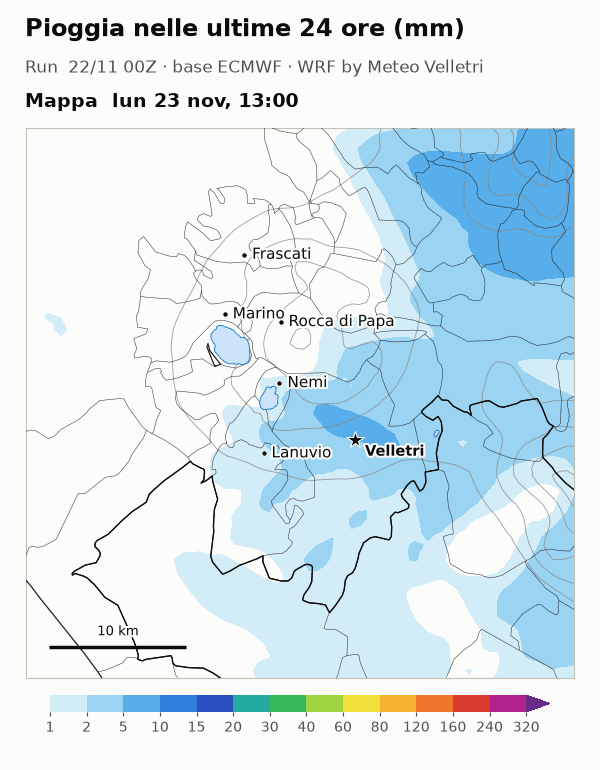 Pioggia nelle ultime 24 ore (mm)
Run  22/11 00Z · base ECMWF · WRF by Meteo Velletri
Mappa  lun 23 nov, 13:00
Frascati
Marino
Rocca di Papa
Nemi
Velletri
Lanuvio
10 km
1 2 5 10 15 20 30 40 60 80 120 160 240 320